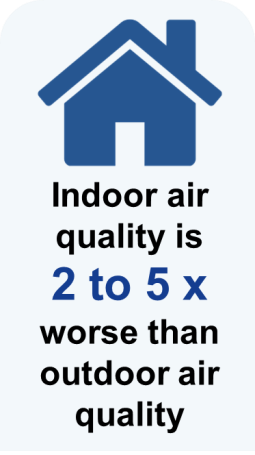 Indoor air
quality is
2 to 5 x
worse than
outdoor air
quality